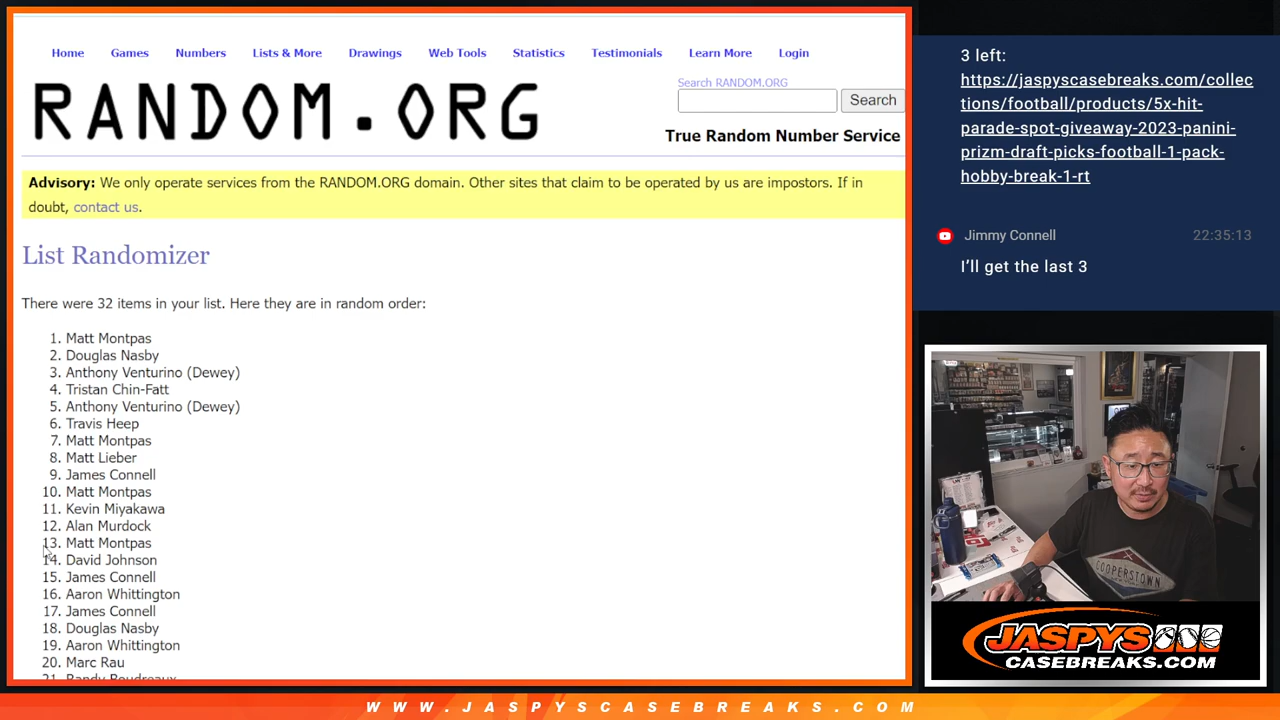 Home Games Numbers Lists & More Drawings Web Tools Statistics Testimonials Learn More Login
RANDOM.ORG
Search RANDOM.ORG
Search
True Random Number Service
Advisory: We only operate services from the RANDOM.ORG domain. Other sites that claim to be operated by us are impostors. If in
doubt, contact us.
List Randomizer
There were 32 items in your list. Here they are in random order:
1. Matt Montpas
2. Douglas Nasby
3. Anthony Venturino (Dewey)
4. Tristan Chin-Fatt
5. Anthony Venturino (Dewey)
6. Travis Heep
7. Matt Montpas
8. Matt Lieber
9. James Connell
10. Matt Montpas
11. Kevin Miyakawa
12. Alan Murdock
13. Matt Montpas
14. David Johnson
15. James Connell
16. Aaron Whittington
17. James Connell
18. Douglas Nasby
19. Aaron Whittington
20. Marc Rau
21. Randy Boudreaux
3 left:
https://jaspyscasebreaks.com/collec
tions/football/products/5x-hit-
parade-spot-giveaway-2023-panini-
prizm-draft-picks-football-1-pack-
hobby-break-1-rt
Jimmy Connell 22:35:13
I'll get the last 3
COOPERSTOWN
JASPYS
CASEBREAKS.COM
WWW.JASPYSCASEBREAKS.COM